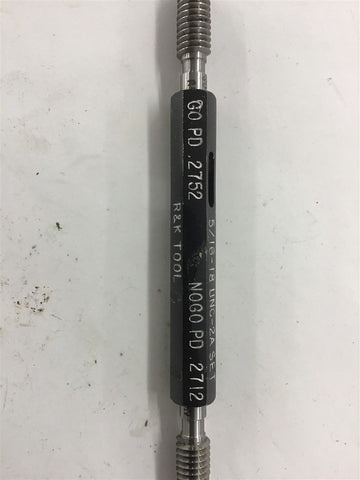 GO PD .2752
NOGO PD .2712
5/16-18 UNC-2A SET
R&K TOOL